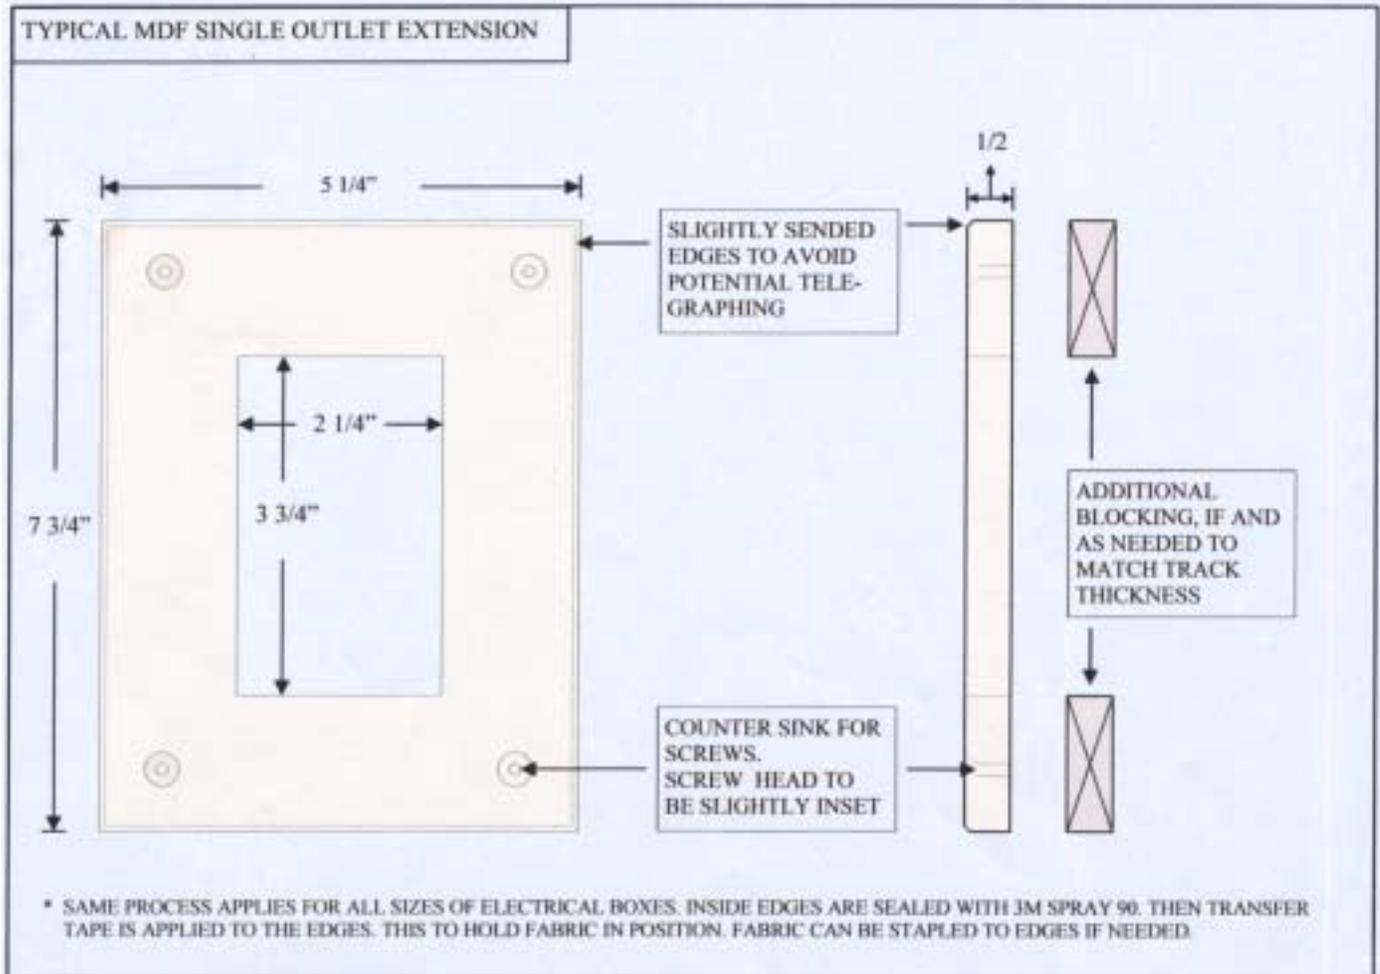 TYPICAL MDF SINGLE OUTLET EXTENSION
1/2
5 1/4”
SLIGHTLY SENDED
EDGES TO AVOID
POTENTIAL TELE-
GRAPHING
2 1/4”
3 3/4”
7 3/4”
ADDITIONAL
BLOCKING, IF AND
AS NEEDED TO
MATCH TRACK
THICKNESS
COUNTER SINK FOR
SCREWS.
SCREW HEAD TO
BE SLIGHTLY INSET
* SAME PROCESS APPLIES FOR ALL SIZES OF ELECTRICAL BOXES. INSIDE EDGES ARE SEALED WITH 3M SPRAY 90. THEN TRANSFER
TAPE IS APPLIED TO THE EDGES. THIS TO HOLD FABRIC IN POSITION. FABRIC CAN BE STAPLED TO EDGES IF NEEDED.